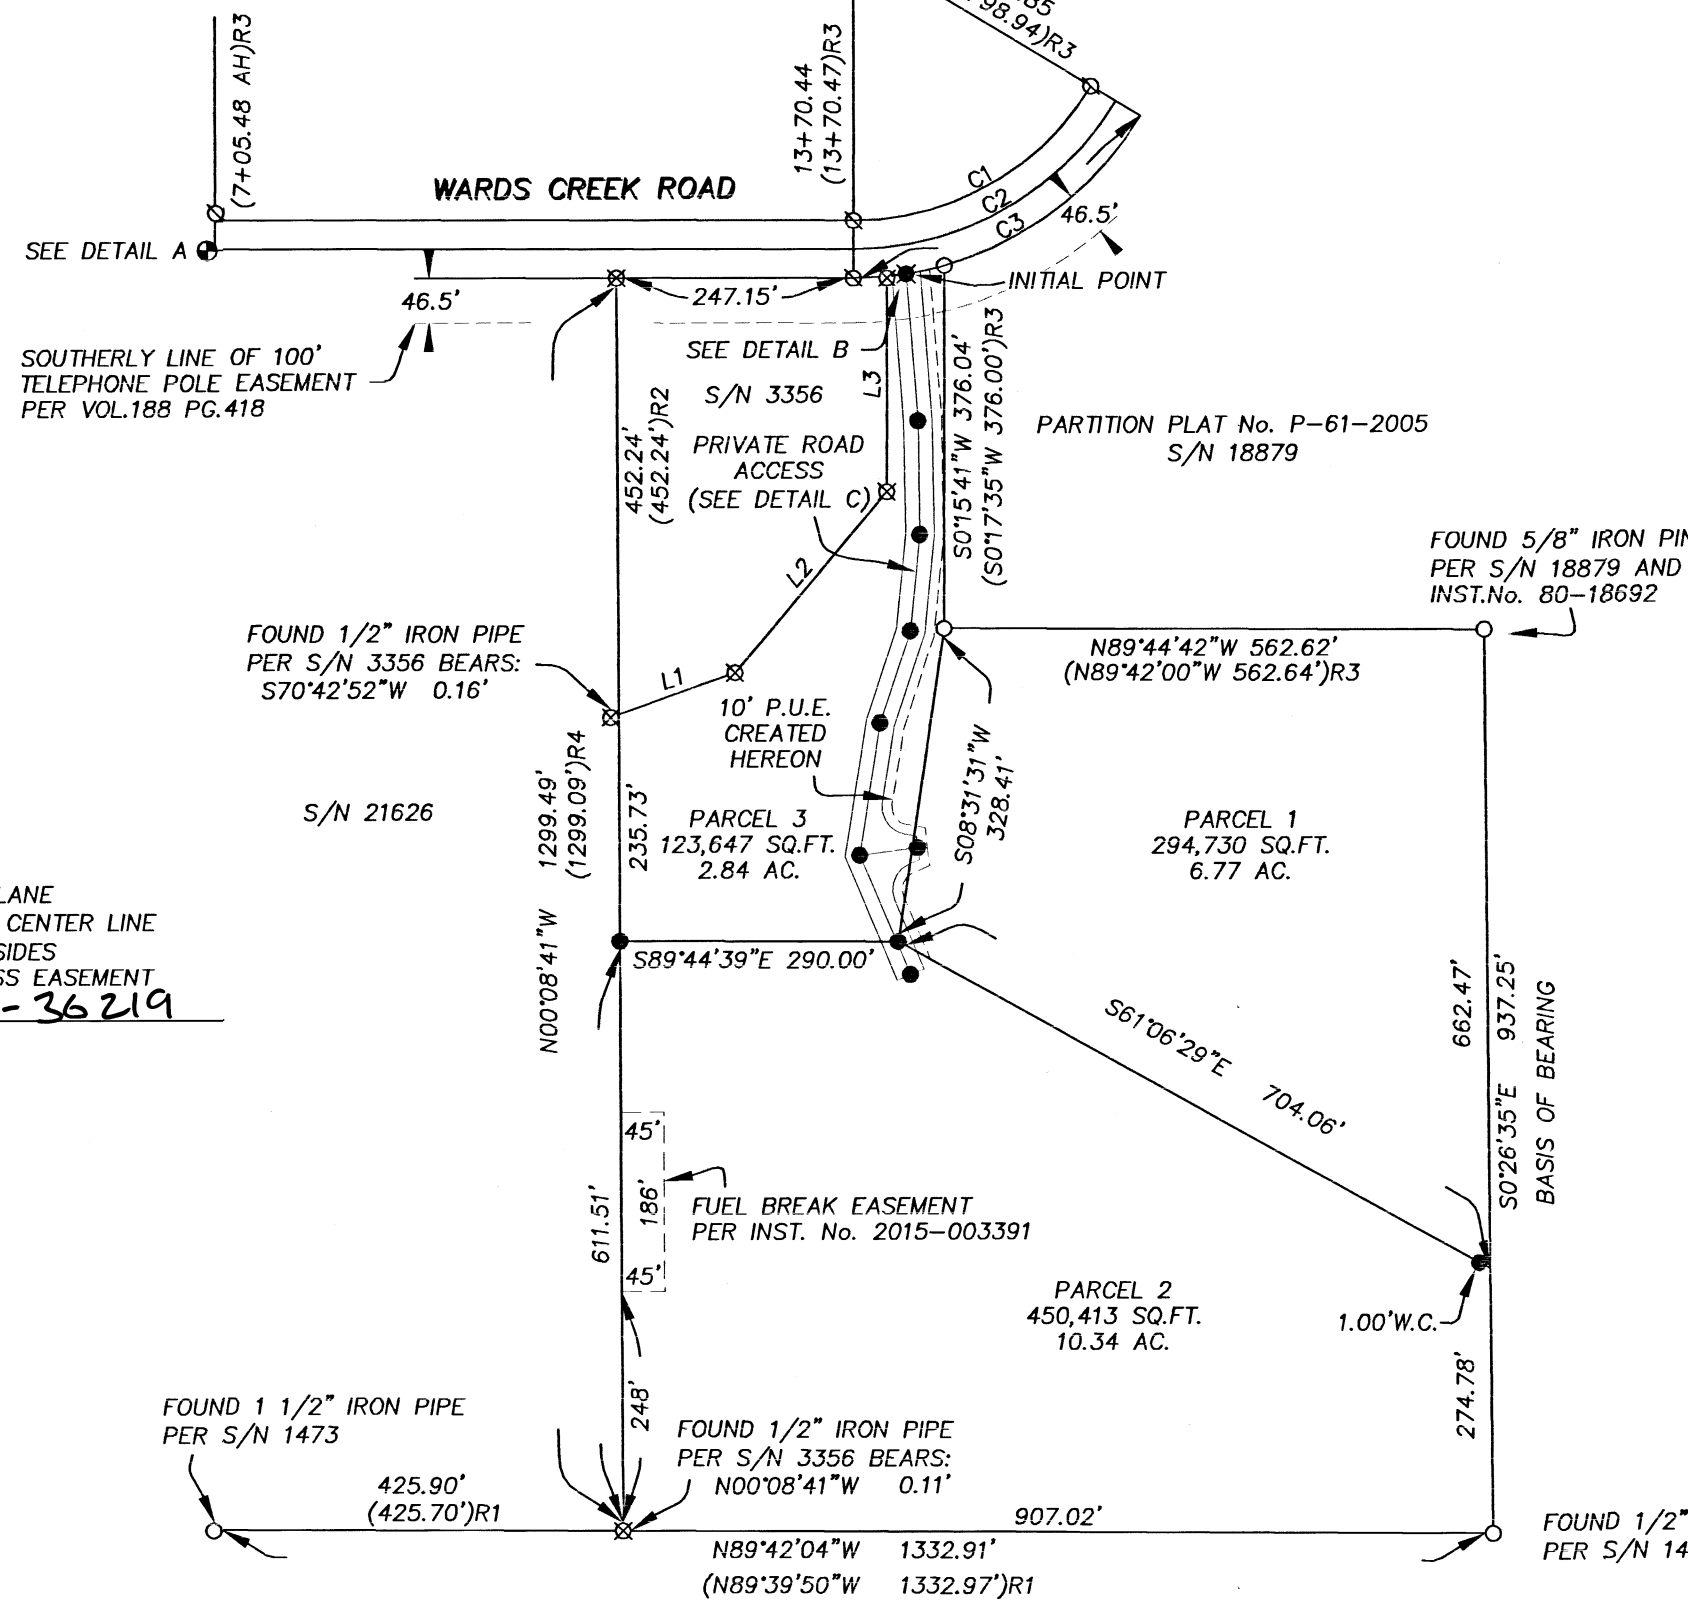 (7+05.48 AH)R3
13+70.44
(13+70.47)R3
98.94)R3
WARDS CREEK ROAD
C1
C2
C3
46.5'
SEE DETAIL A
46.5'
247.15'
INITIAL POINT
SOUTHERLY LINE OF 100'
TELEPHONE POLE EASEMENT
PER VOL.188 PG.418
SEE DETAIL B
S/N 3356
L3
452.24'
(452.24')R2
PRIVATE ROAD
ACCESS
(SEE DETAIL C)
S0°15'41"W 376.04'
(S0°17'35"W 376.00')R3
PARTITION PLAT No. P-61-2005
S/N 18879
FOUND 5/8" IRON PIN
PER S/N 18879 AND
INST.No. 80-18692
L2
L1
FOUND 1/2" IRON PIPE
PER S/N 3356 BEARS:
S70°42'52"W 0.16'
N89°44'42"W 562.62'
(N89°42'00"W 562.64')R3
10' P.U.E.
CREATED
HEREON
S08°31'31"W
328.41'
S/N 21626
N00°08'41"W 1299.49'
(1299.09')R4
235.73'
PARCEL 3
123,647 SQ.FT.
2.84 AC.
PARCEL 1
294,730 SQ.FT.
6.77 AC.
LANE
CENTER LINE
SIDES
SS EASEMENT
-36219
S89°44'39"E 290.00'
S61°06'29"E 704.06'
662.47'
S0°26'35"E 937.25'
BASIS OF BEARING
45'
186'
45'
611.51'
FUEL BREAK EASEMENT
PER INST. No. 2015-003391
PARCEL 2
450,413 SQ.FT.
10.34 AC.
1.00'W.C.
274.78'
248'
FOUND 1 1/2" IRON PIPE
PER S/N 1473
FOUND 1/2" IRON PIPE
PER S/N 3356 BEARS:
N00°08'41"W 0.11'
425.90'
(425.70')R1
907.02'
N89°42'04"W 1332.91'
(N89°39'50"W 1332.97')R1
FOUND 1/2"
PER S/N 14